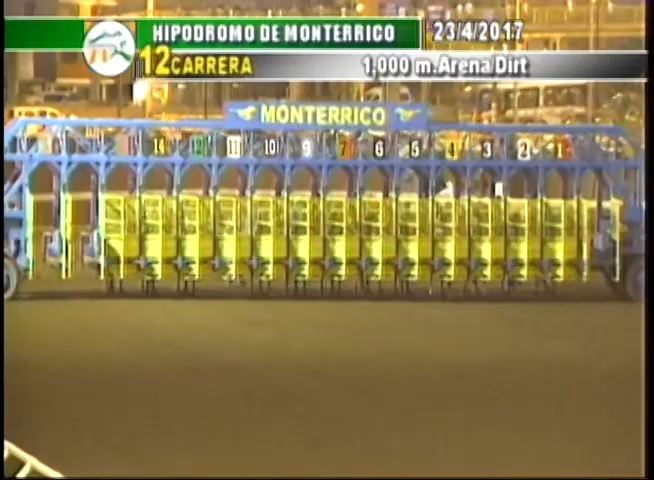 HIPODROMO DE MONTERRICO
23/4/2017
12 CARRERA
1,000 m. Arena/Dirt
MONTERRICO
14 12 11 10 9 7 6 5 4 3 2 1